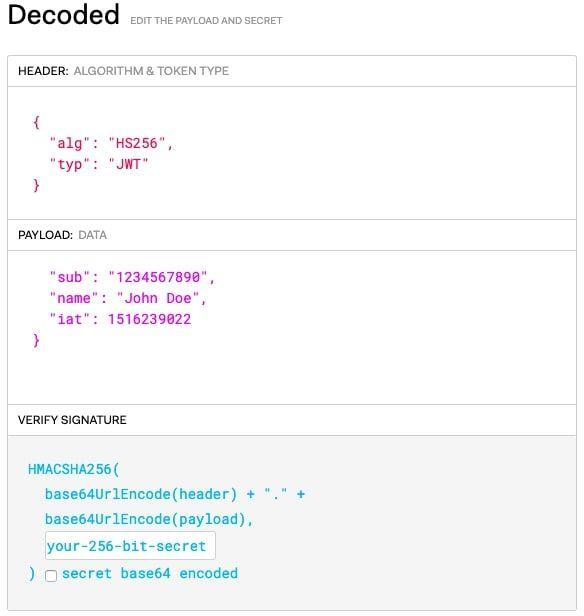 Decoded EDIT THE PAYLOAD AND SECRET
HEADER: ALGORITHM & TOKEN TYPE
{
"alg": "HS256",
"typ": "JWT"
}
PAYLOAD: DATA
"sub": "1234567890",
"name": "John Doe",
"iat": 1516239022
}
VERIFY SIGNATURE
HMACSHA256(
base64UrlEncode(header) + "." +
base64UrlEncode(payload),
your-256-bit-secret
) secret base64 encoded